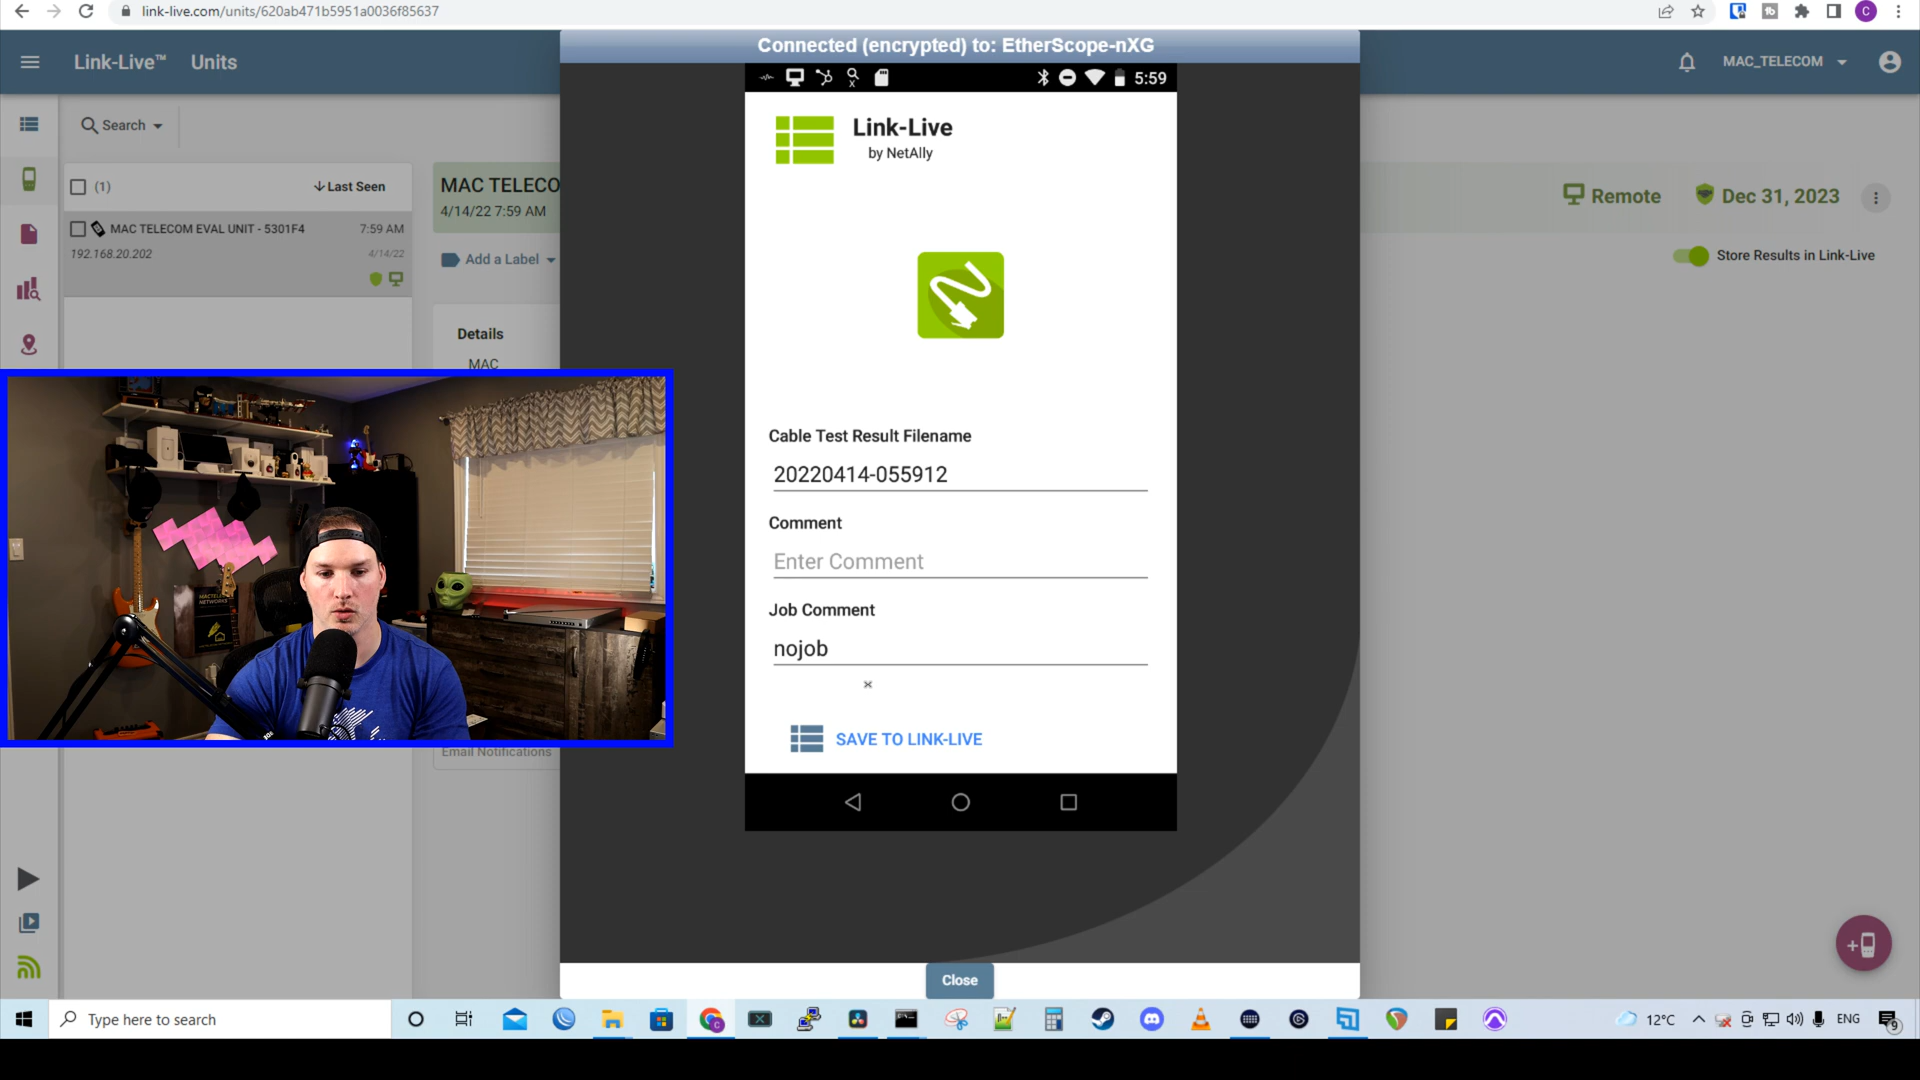 link-live.com/units/620ab471b5951a0036f85637
Link-Live™ Units
MAC_TELECOM
Connected (encrypted) to: EtherScope-nXG
5:59
Link-Live
by NetAlly
Search
(1)
Last Seen
MAC TELECOM EVAL UNIT - 5301F4
7:59 AM
192.168.20.202
4/14/22
MAC TELECO
4/14/22 7:59 AM
Add a Label
Details
MAC
Email Notifications
Remote
Dec 31, 2023
Store Results in Link-Live
Cable Test Result Filename
20220414-055912
Comment
Enter Comment
Job Comment
nojob
SAVE TO LINK-LIVE
Close
Type here to search
12°C
ENG
9